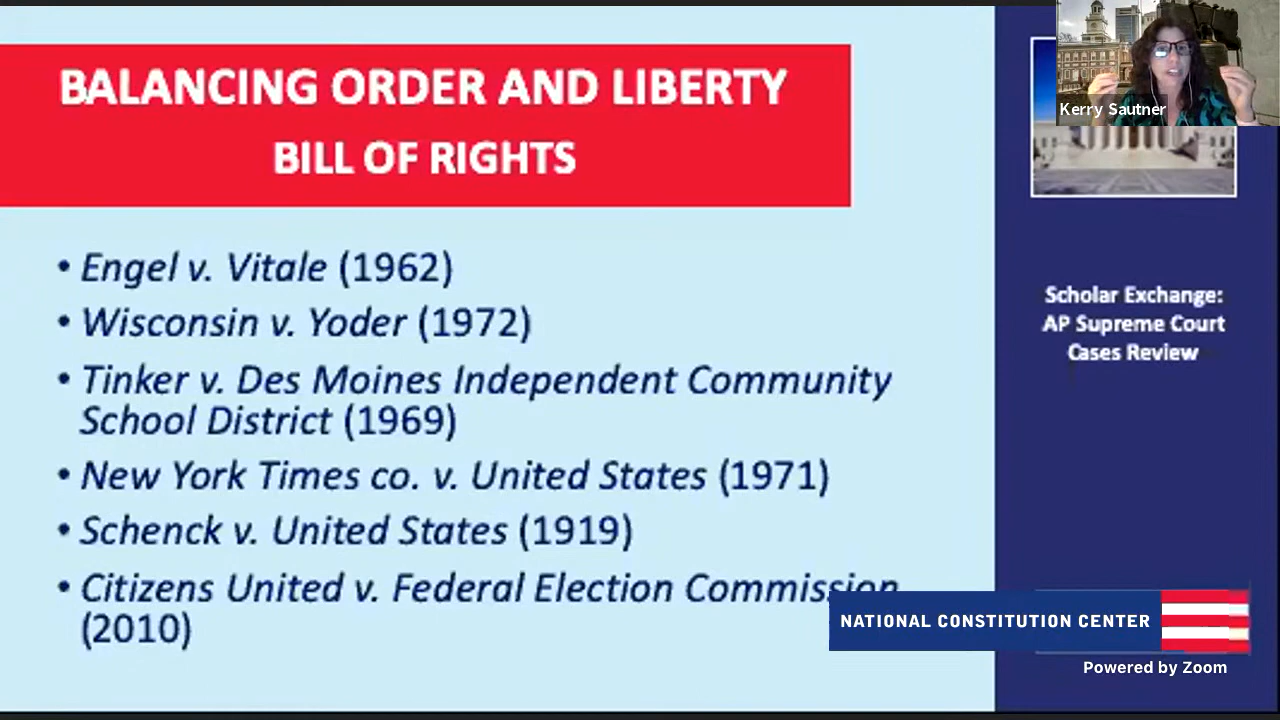 BALANCING ORDER AND LIBERTY
BILL OF RIGHTS
• Engel v. Vitale (1962)
• Wisconsin v. Yoder (1972)
• Tinker v. Des Moines Independent Community
School District (1969)
• New York Times co. v. United States (1971)
• Schenck v. United States (1919)
• Citizens United v. Federal Election Commission
(2010)
Kerry Sautner
Scholar Exchange:
AP Supreme Court
Cases Review
NATIONAL CONSTITUTION CENTER
Powered by Zoom